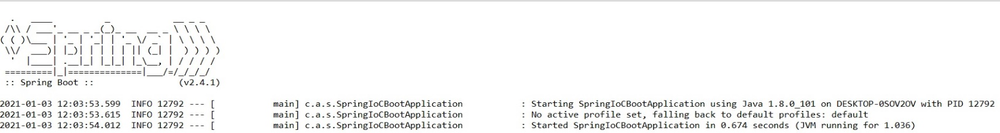 .   ____          _            __ _ _
 /\\ / ___'_ __ _ _(_)_ __  __ _ \ \ \ \
( ( )\___ | '_ | '_| | '_ \/ _` | \ \ \ \
 \\/  ___)| |_)| | | | | || (_| |  ) ) ) )
  '  |____| .__|_| |_|_| |_\__, | / / / /
 =========|_|==============|___/=/_/_/_/
 :: Spring Boot ::                (v2.4.1)
2021-01-03 12:03:53.599  INFO 12792 --- [           main] c.a.s.SpringIoCBootApplication           : Starting SpringIoCBootApplication using Java 1.8.0_101 on DESKTOP-0SOV2OV with PID 12792
2021-01-03 12:03:53.615  INFO 12792 --- [           main] c.a.s.SpringIoCBootApplication           : No active profile set, falling back to default profiles: default
2021-01-03 12:03:54.012  INFO 12792 --- [           main] c.a.s.SpringIoCBootApplication           : Started SpringIoCBootApplication in 0.674 seconds (JVM running for 1.036)